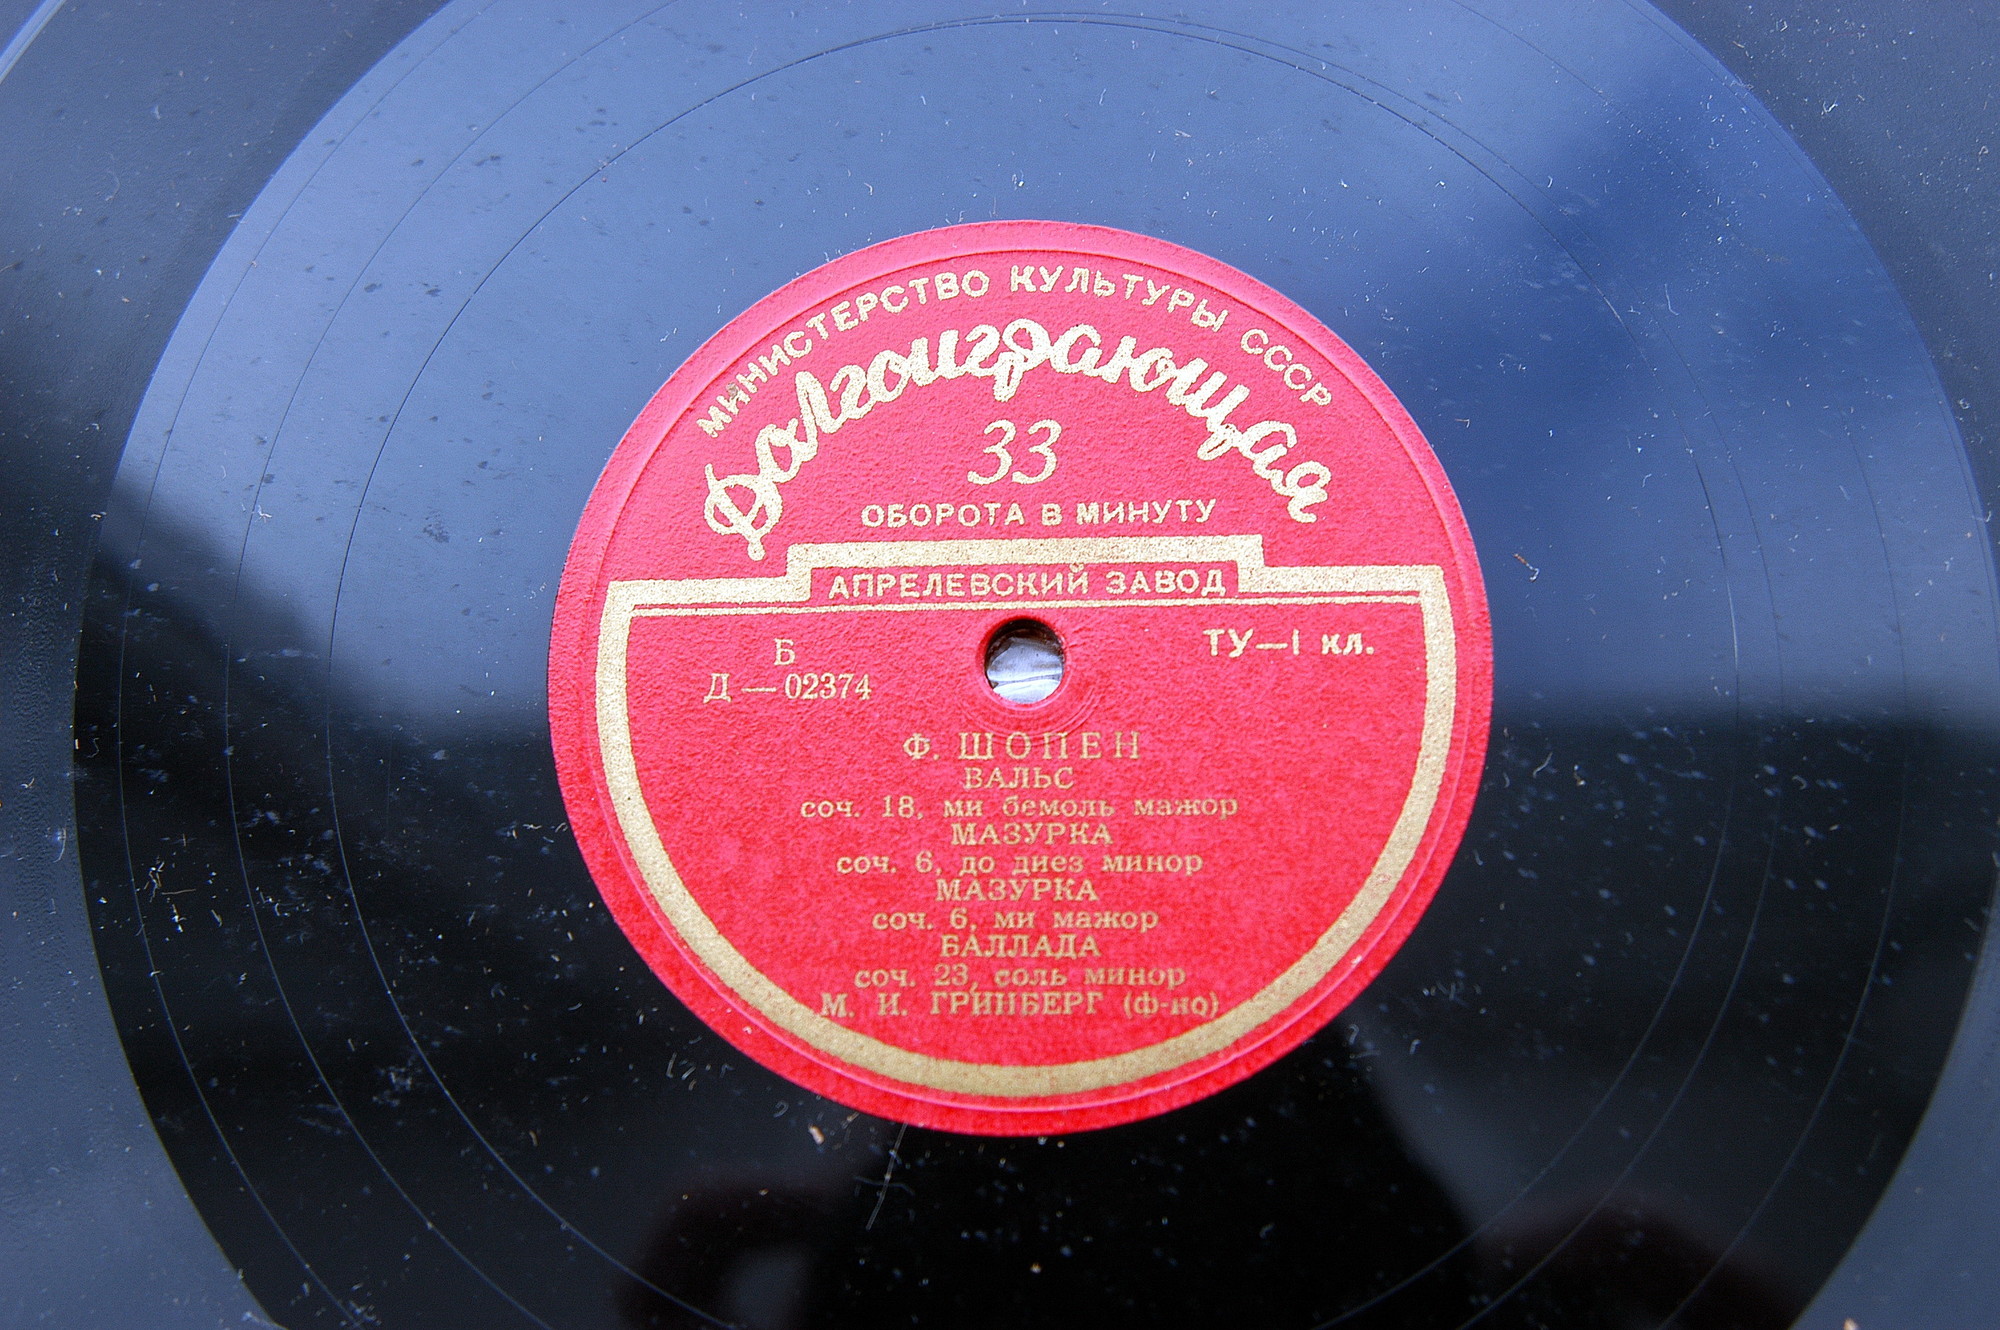 МИНИСТЕРСТВО КУЛЬТУРЫ СССР
Долгоиграющая
33
ОБОРОТА В МИНУТУ
АПРЕЛЕВСКИЙ ЗАВОД
Б
Д — 02374
ТУ—I кл.
Ф. ШОПЕН
ВАЛЬС
соч. 18, ми бемоль мажор
МАЗУРКА
соч. 6, до диез минор
МАЗУРКА
соч. 6, ми мажор
БАЛЛАДА
соч. 23, соль минор
М. И. ГРИНБЕРГ (ф-но)